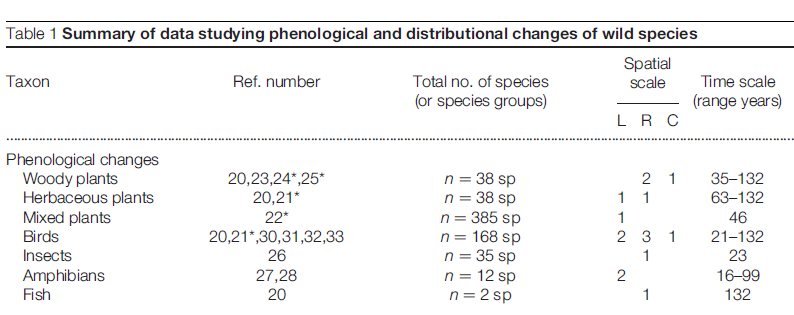 Table 1 Summary of data studying phenological and distributional changes of wild species
Taxon Ref. number Total no. of species (or species groups) Spatial scale Time scale (range years)
L R C
Phenological changes
Woody plants 20,23,24*,25* n = 38 sp 2 1 35–132
Herbaceous plants 20,21* n = 38 sp 1 1 63–132
Mixed plants 22* n = 385 sp 1 46
Birds 20,21*,30,31,32,33 n = 168 sp 2 3 1 21–132
Insects 26 n = 35 sp 1 23
Amphibians 27,28 n = 12 sp 2 16–99
Fish 20 n = 2 sp 1 132